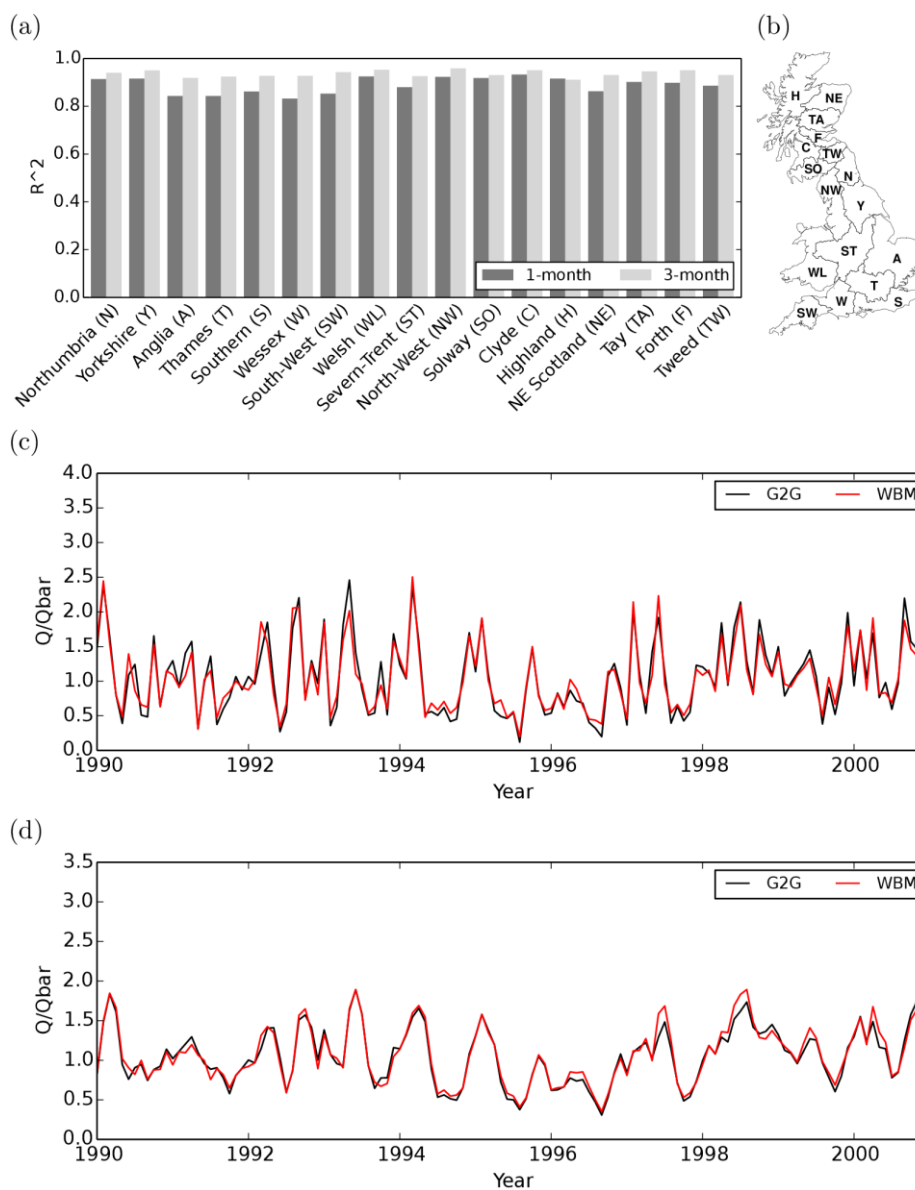 (a)
1.0
0.8
0.6
0.4
0.2
0.0
R^2
1-month 3-month
Northumbria (N)
Yorkshire (Y)
Anglia (A)
Thames (T)
Southern (S)
Wessex (W)
South-West (SW)
Welsh (WL)
Severn-Trent (ST)
North-West (NW)
Solway (SO)
Clyde (C)
Highland (H)
NE Scotland (NE)
Tay (TA)
Forth (F)
Tweed (TW)
(b)
H
NE
TA
F
C
TW
SO
N
NW
Y
ST
A
WL
T
W
S
SW
(c)
4.0
3.5
3.0
2.5
2.0
1.5
1.0
0.5
0.0
Q/Qbar
G2G WBM
1990 1992 1994 1996 1998 2000
Year
(d)
3.5
3.0
2.5
2.0
1.5
1.0
0.5
0.0
Q/Qbar
G2G WBM
1990 1992 1994 1996 1998 2000
Year